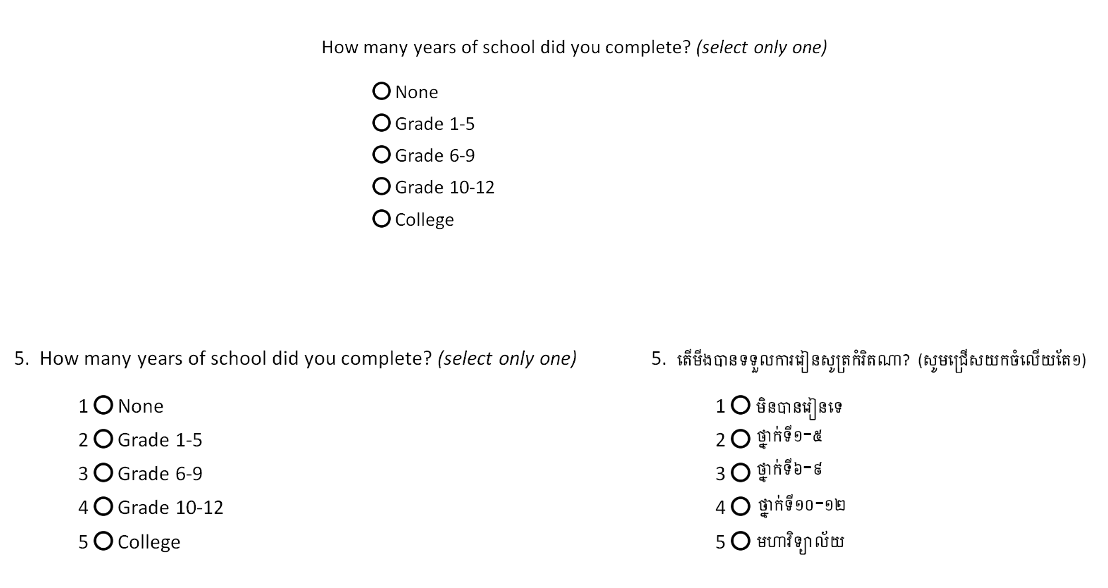 How many years of school did you complete? (select only one)
None
Grade 1-5
Grade 6-9
Grade 10-12
College
5. How many years of school did you complete? (select only one)
1 None
2 Grade 1-5
3 Grade 6-9
4 Grade 10-12
5 College
5. តើមីងបានទទួលការរៀនសូត្រកំរិតណា? (សូមជ្រើសយកចំលើយតែ១)
1 មិនបានរៀនទេ
2 ថ្នាក់ទី១-៥
3 ថ្នាក់ទី៦-៩
4 ថ្នាក់ទី១០-១២
5 មហាវិទ្យាល័យ